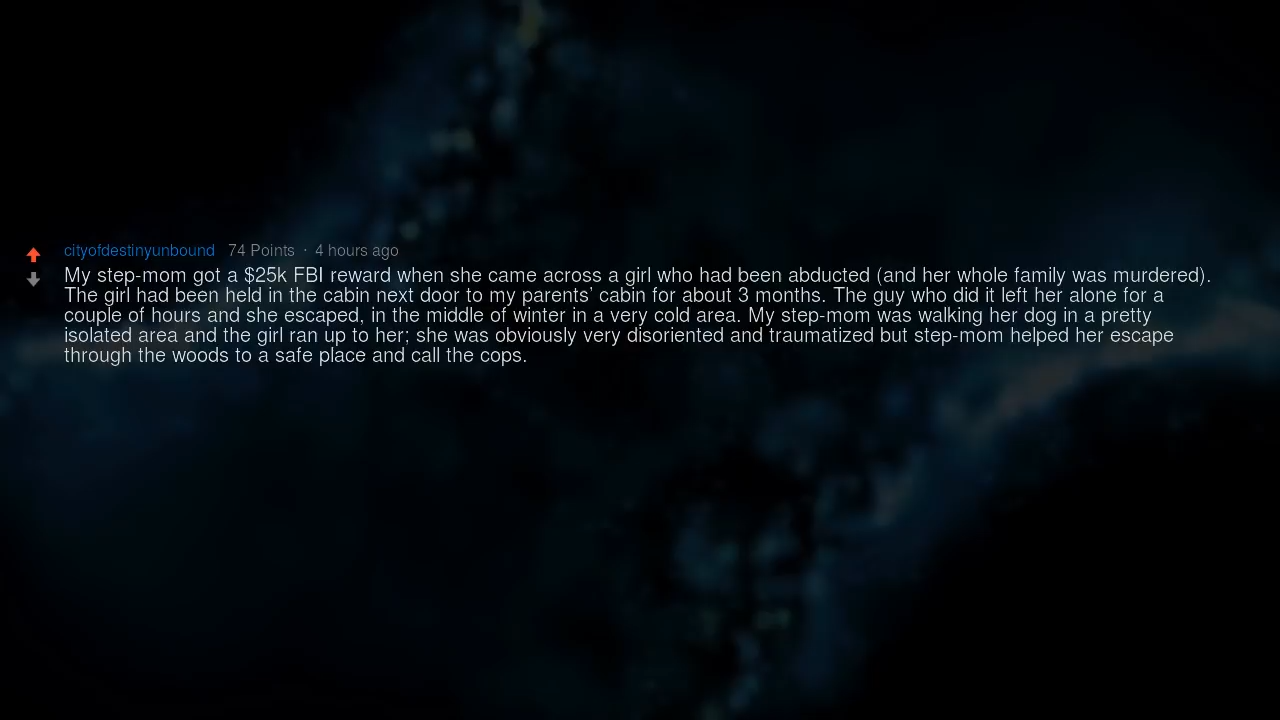 cityofdestinyunbound 74 Points · 4 hours ago
My step-mom got a $25k FBI reward when she came across a girl who had been abducted (and her whole family was murdered).
The girl had been held in the cabin next door to my parents’ cabin for about 3 months. The guy who did it left her alone for a
couple of hours and she escaped, in the middle of winter in a very cold area. My step-mom was walking her dog in a pretty
isolated area and the girl ran up to her; she was obviously very disoriented and traumatized but step-mom helped her escape
through the woods to a safe place and call the cops.